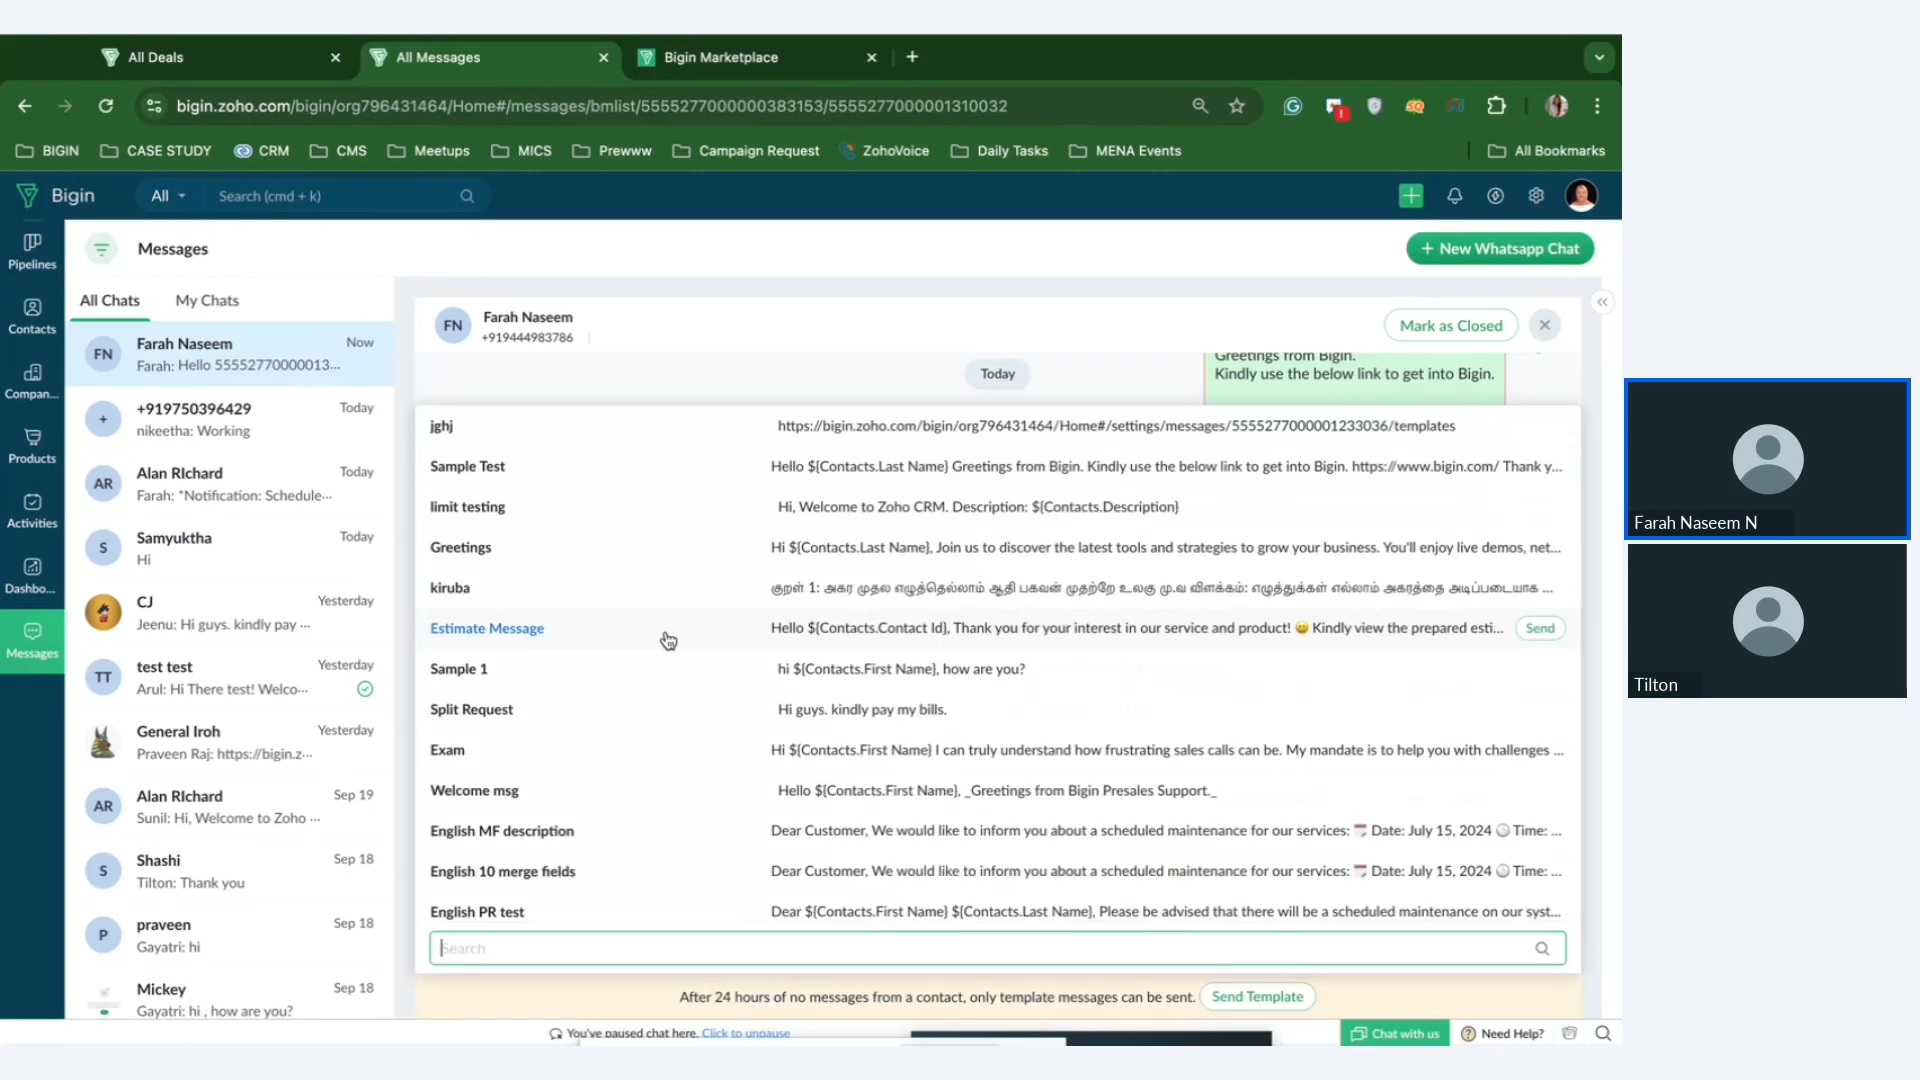 All Deals
All Messages
Bigin Marketplace
bigin.zoho.com/bigin/org796431464/Home#/messages/bmlist/5555277000000383153/5555277000001310032
BIGIN
CASE STUDY
CRM
CMS
Meetups
MICS
Prewww
Campaign Request
ZohoVoice
Daily Tasks
MENA Events
All Bookmarks
Bigin
All
Search (cmd + k)
Pipelines
Contacts
Compan...
Products
Activities
Dashbo...
Messages
Messages
+ New Whatsapp Chat
All Chats
My Chats
FN
Farah Naseem
Now
Farah: Hello 55552770000013...
+
+919750396429
Today
nikeetha: Working
AR
Alan RIchard
Today
Farah: *Notification: Schedule...
S
Samyuktha
Today
Hi
CJ
Yesterday
Jeenu: Hi guys. kindly pay ...
TT
test test
Yesterday
Arul: Hi There test! Welco...
General Iroh
Yesterday
Praveen Raj: https://bigin.z...
AR
Alan RIchard
Sep 19
Sunil: Hi, Welcome to Zoho ...
S
Shashi
Sep 18
Tilton: Thank you
P
praveen
Sep 18
Gayatri: hi
Mickey
Sep 18
Gayatri: hi , how are you?
FN
Farah Naseem
+919444983786
Mark as Closed
Today
Greetings from Bigin.
Kindly use the below link to get into Bigin.
jghj https://bigin.zoho.com/bigin/org796431464/Home#/settings/messages/5555277000001233036/templates
Sample Test Hello ${Contacts.Last Name} Greetings from Bigin. Kindly use the below link to get into Bigin. https://www.bigin.com/ Thank y...
limit testing Hi, Welcome to Zoho CRM. Description: ${Contacts.Description}
Greetings Hi ${Contacts.Last Name}, Join us to discover the latest tools and strategies to grow your business. You'll enjoy live demos, net...
kiruba குறள் 1: அகர முதல எழுத்தெல்லாம் ஆதி பகவன் முதற்றே உலகு மு.வ விளக்கம்: எழுத்துக்கள் எல்லாம் அகரத்தை அடிப்படையாக ...
Estimate Message Hello ${Contacts.Contact Id}, Thank you for your interest in our service and product! 😀 Kindly view the prepared esti... Send
Sample 1 hi ${Contacts.First Name}, how are you?
Split Request Hi guys. kindly pay my bills.
Exam Hi ${Contacts.First Name} I can truly understand how frustrating sales calls can be. My mandate is to help you with challenges ...
Welcome msg Hello ${Contacts.First Name}, _Greetings from Bigin Presales Support._
English MF description Dear Customer, We would like to inform you about a scheduled maintenance for our services: 📅 Date: July 15, 2024 🕒 Time: ...
English 10 merge fields Dear Customer, We would like to inform you about a scheduled maintenance for our services: 📅 Date: July 15, 2024 🕒 Time: ...
English PR test Dear ${Contacts.First Name} ${Contacts.Last Name}, Please be advised that there will be a scheduled maintenance on our syst...
Search
After 24 hours of no messages from a contact, only template messages can be sent. Send Template
You've paused chat here. Click to unpause
Chat with us
Need Help?
Farah Naseem N
Tilton